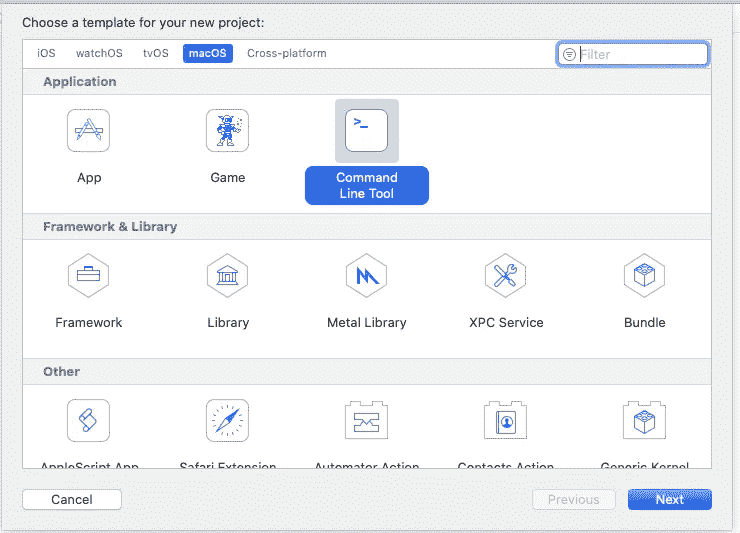 Choose a template for your new project:
iOS watchOS tvOS macOS Cross-platform Filter
Application
>_
App Game Command
Line Tool
Framework & Library
Framework Library Metal Library XPC Service Bundle
Other
AppleScript App Safari Extension Automator Action Contacts Action Generic Kernel
Cancel Previous Next